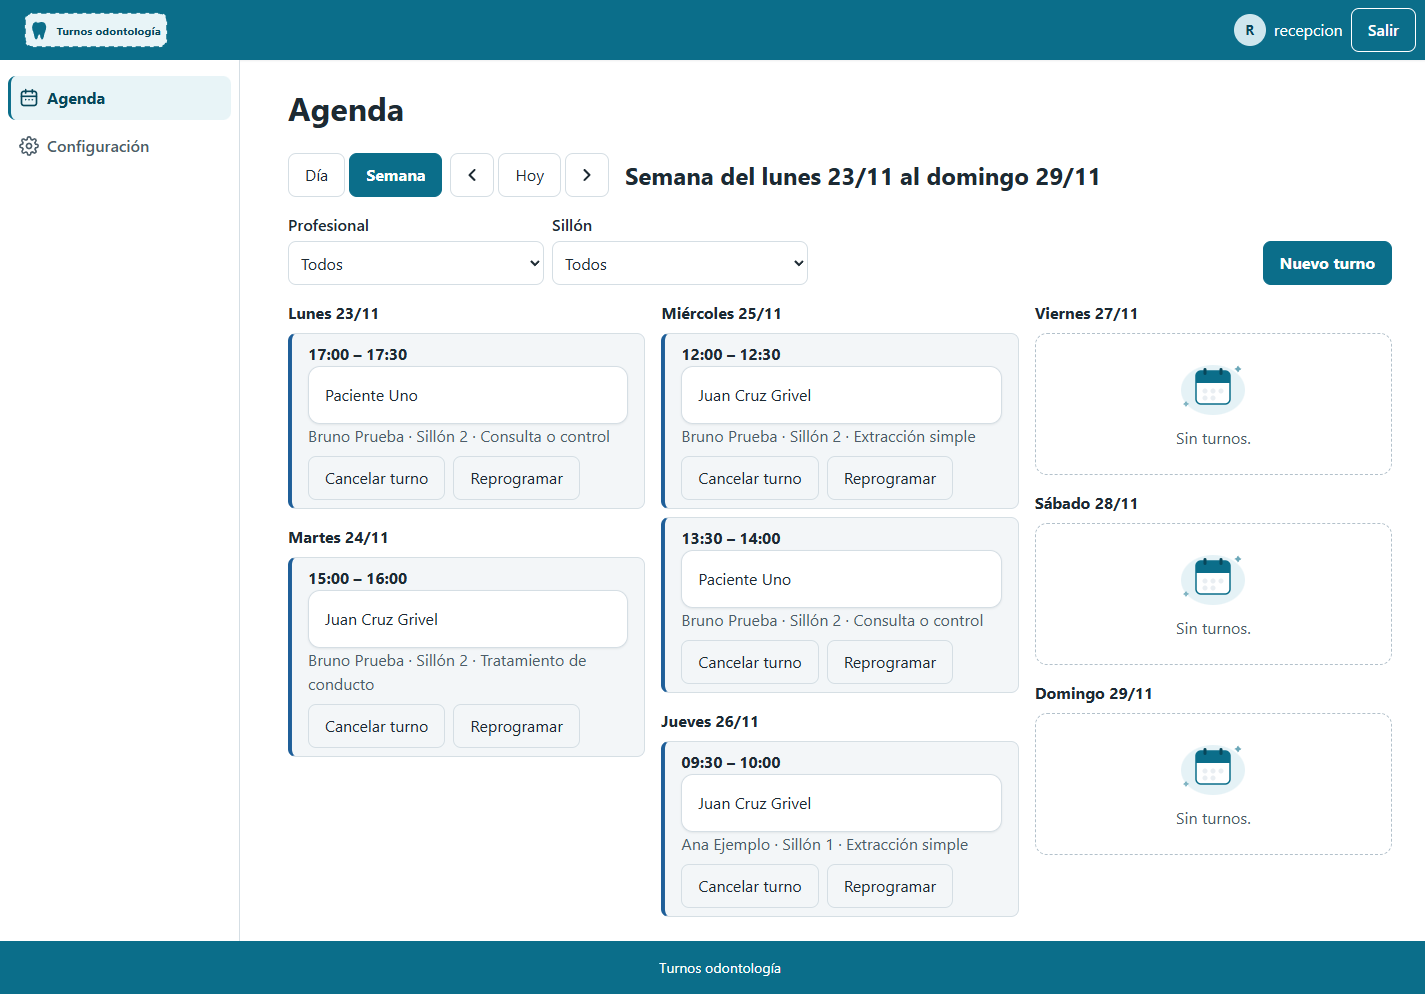 Turnos odontología
R
recepcion
Salir
Agenda
Configuración
Agenda
Día
Semana
Hoy
Semana del lunes 23/11 al domingo 29/11
Profesional
Sillón
Todos
Todos
Nuevo turno
Lunes 23/11
17:00 – 17:30
Paciente Uno
Bruno Prueba · Sillón 2 · Consulta o control
Cancelar turno
Reprogramar
Martes 24/11
15:00 – 16:00
Juan Cruz Grivel
Bruno Prueba · Sillón 2 · Tratamiento de
conducto
Cancelar turno
Reprogramar
Miércoles 25/11
12:00 – 12:30
Juan Cruz Grivel
Bruno Prueba · Sillón 2 · Extracción simple
Cancelar turno
Reprogramar
13:30 – 14:00
Paciente Uno
Bruno Prueba · Sillón 2 · Consulta o control
Cancelar turno
Reprogramar
Jueves 26/11
09:30 – 10:00
Juan Cruz Grivel
Ana Ejemplo · Sillón 1 · Extracción simple
Cancelar turno
Reprogramar
Viernes 27/11
Sin turnos.
Sábado 28/11
Sin turnos.
Domingo 29/11
Sin turnos.
Turnos odontología